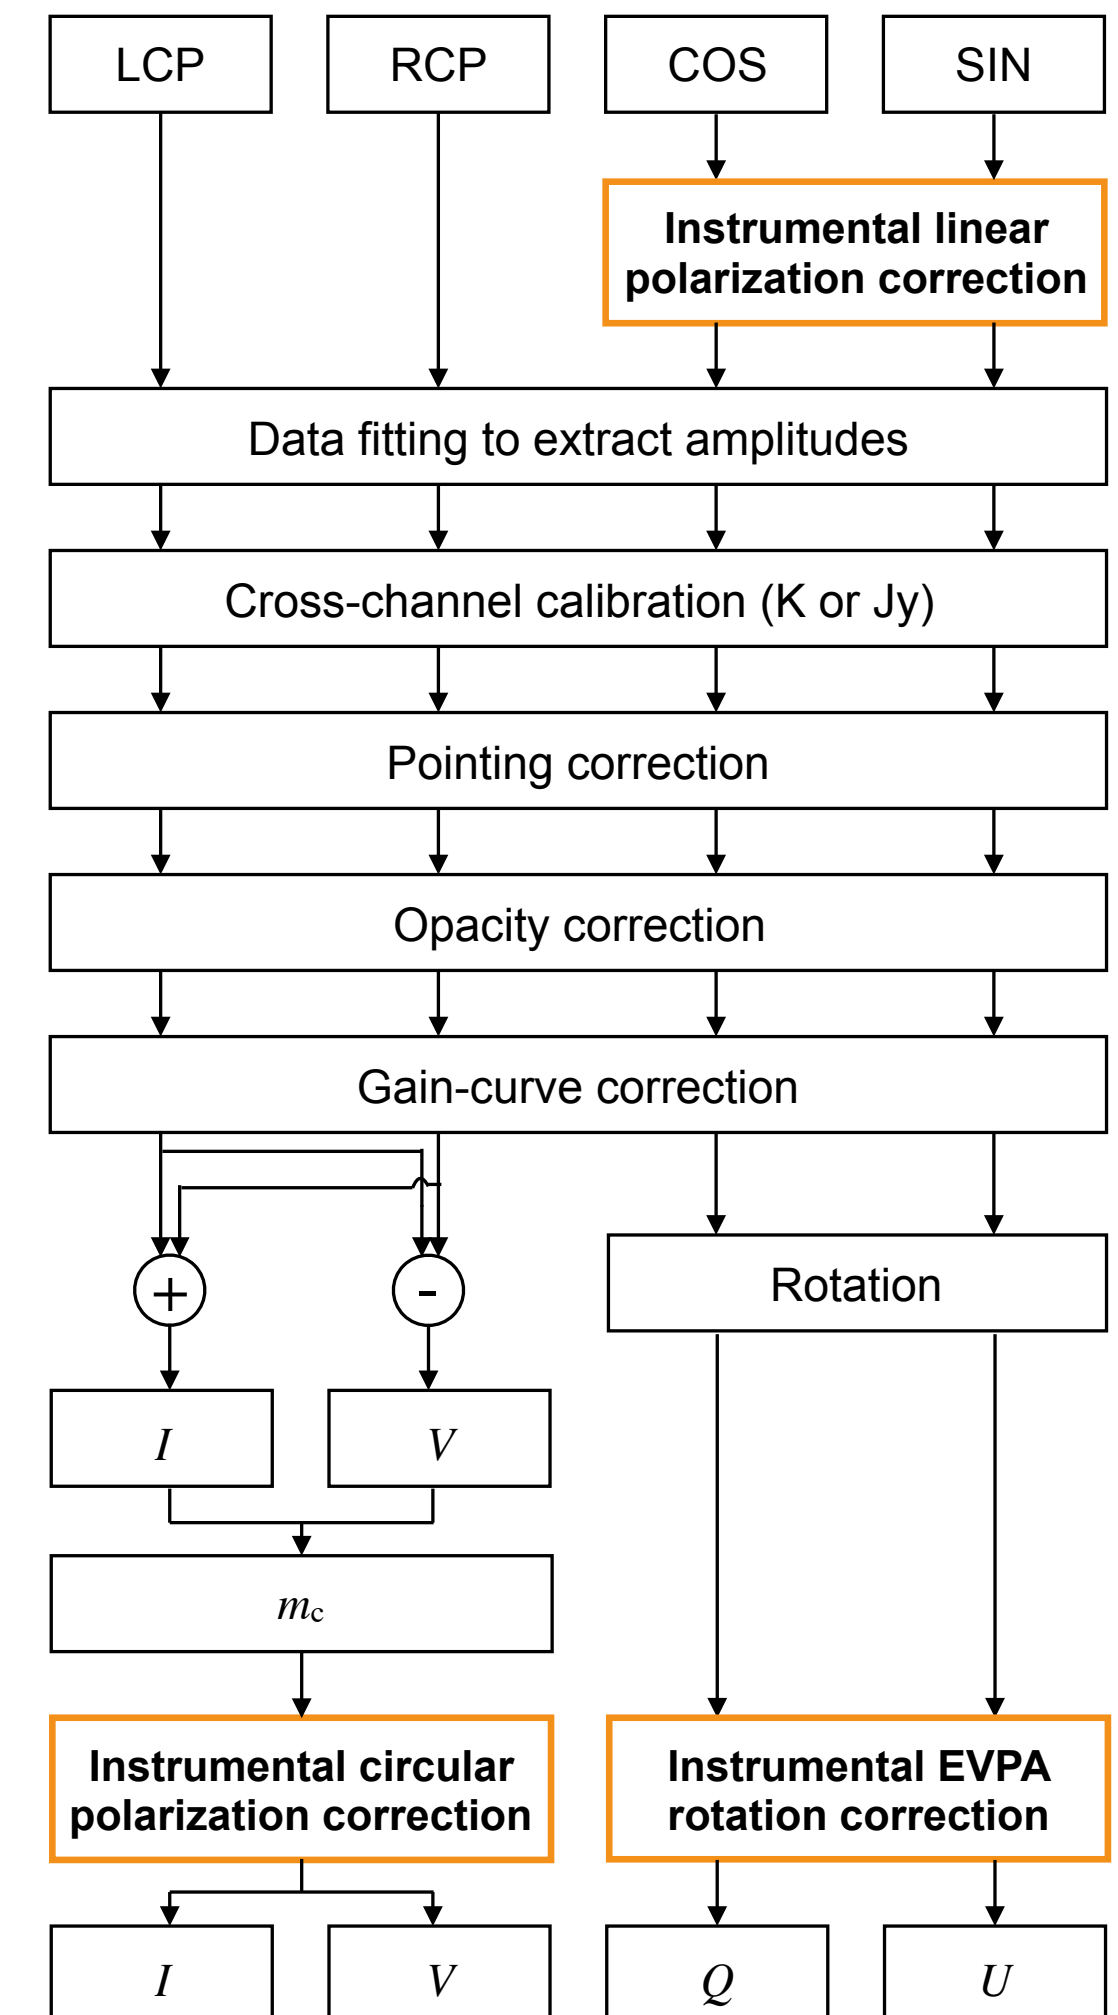 LCP RCP COS SIN
Instrumental linear
polarization correction
Data fitting to extract amplitudes
Cross-channel calibration (K or Jy)
Pointing correction
Opacity correction
Gain-curve correction
+ - Rotation
I V
mc
Instrumental circular
polarization correction
Instrumental EVPA
rotation correction
I V Q U